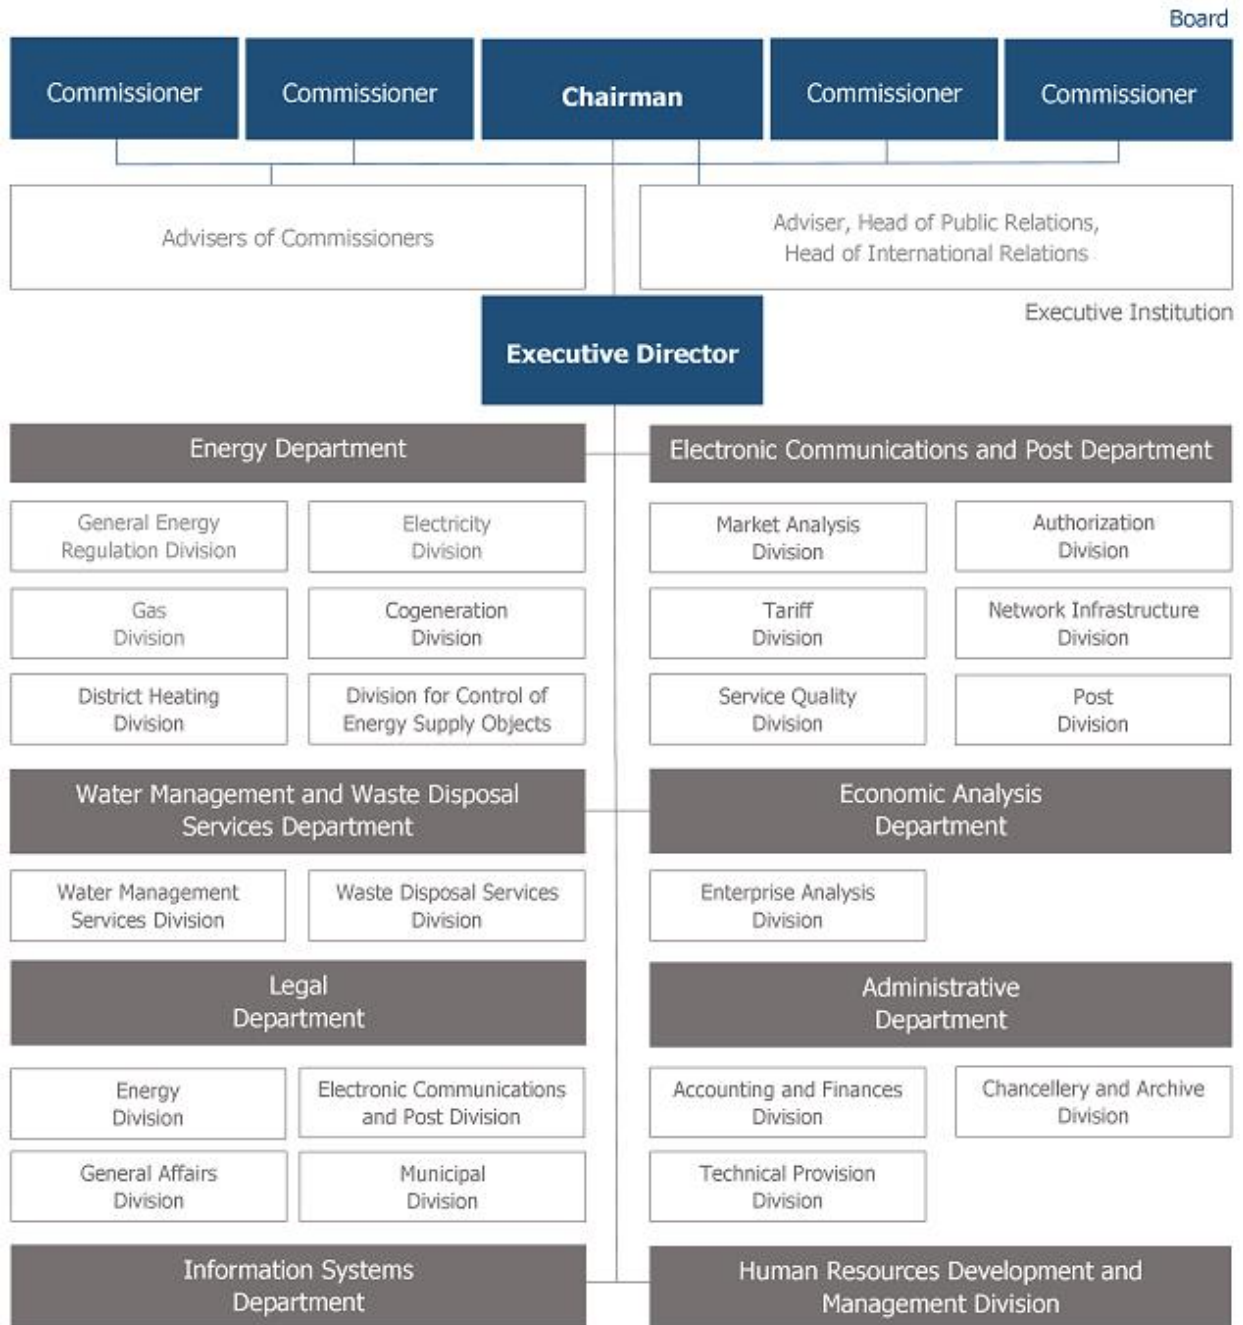 Board
Commissioner
Commissioner
Chairman
Commissioner
Commissioner
Advisers of Commissioners
Adviser, Head of Public Relations,
Head of International Relations
Executive Institution
Executive Director
Energy Department
Electronic Communications and Post Department
General Energy
Regulation Division
Electricity
Division
Market Analysis
Division
Authorization
Division
Gas
Division
Cogeneration
Division
Tariff
Division
Network Infrastructure
Division
District Heating
Division
Division for Control of
Energy Supply Objects
Service Quality
Division
Post
Division
Water Management and Waste Disposal
Services Department
Economic Analysis
Department
Water Management
Services Division
Waste Disposal Services
Division
Enterprise Analysis
Division
Legal
Department
Administrative
Department
Energy
Division
Electronic Communications
and Post Division
Accounting and Finances
Division
Chancellery and Archive
Division
General Affairs
Division
Municipal
Division
Technical Provision
Division
Information Systems
Department
Human Resources Development and
Management Division